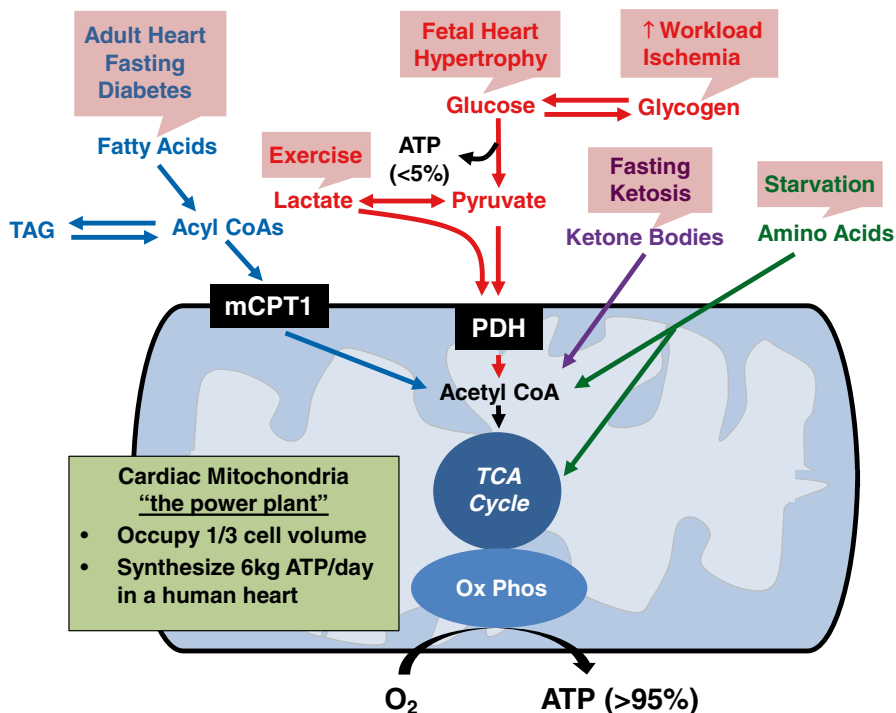 Adult Heart
Fasting
Diabetes
Fetal Heart
Hypertrophy
↑ Workload
Ischemia
Glucose
Glycogen
Fatty Acids
Exercise
ATP
(<5%)
Fasting
Ketosis
Starvation
Lactate
Pyruvate
TAG
Acyl CoAs
Ketone Bodies
Amino Acids
mCPT1
PDH
Acetyl CoA
Cardiac Mitochondria
“the power plant”
• Occupy 1/3 cell volume
• Synthesize 6kg ATP/day
in a human heart
TCA
Cycle
Ox Phos
O₂
ATP (>95%)